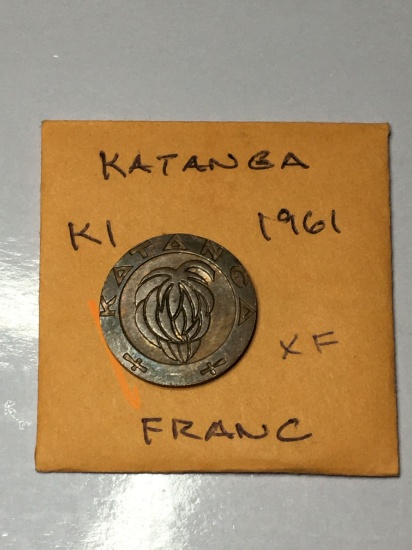 KATANGA
K1 1961
KATANGA
XF
FRANC